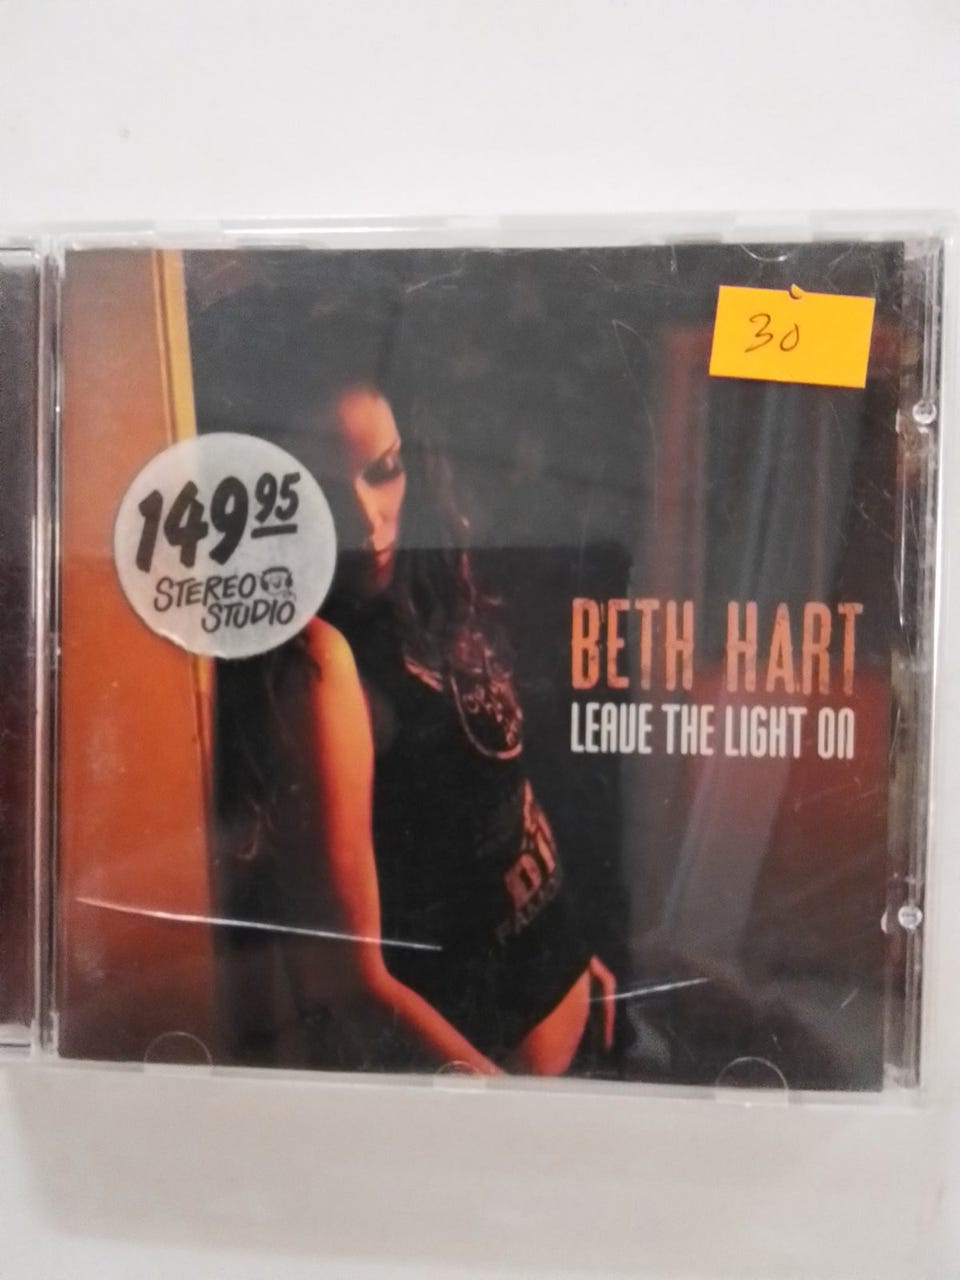 30
149 95
STEREO
STUDIO
BETH HART
LEAVE THE LIGHT ON